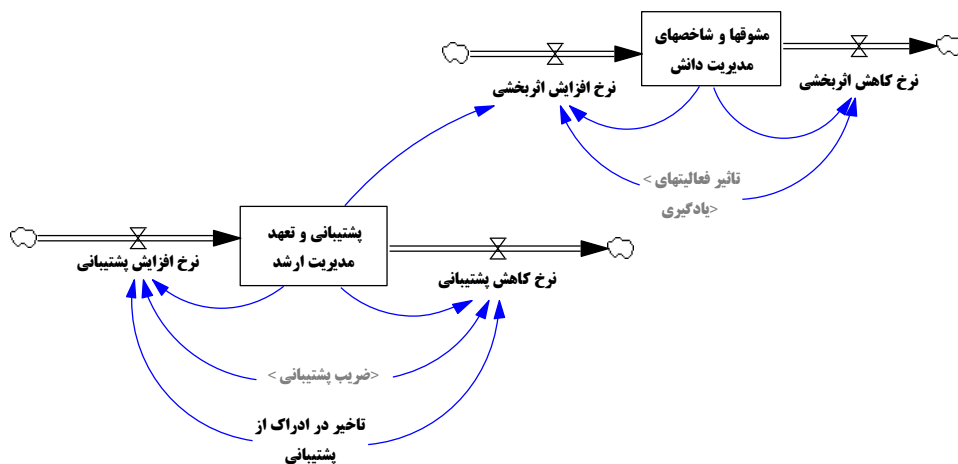 مشوقها و شاخصهای
مدیریت دانش
نرخ افزایش اثربخشی
نرخ کاهش اثربخشی
تاثیر فعالیتهای >
<یادگیری
پشتیبانی و تعهد
مدیریت ارشد
نرخ افزایش پشتیبانی
نرخ کاهش پشتیبانی
<ضریب پشتیبانی >
تاخیر در ادراک از
پشتیبانی